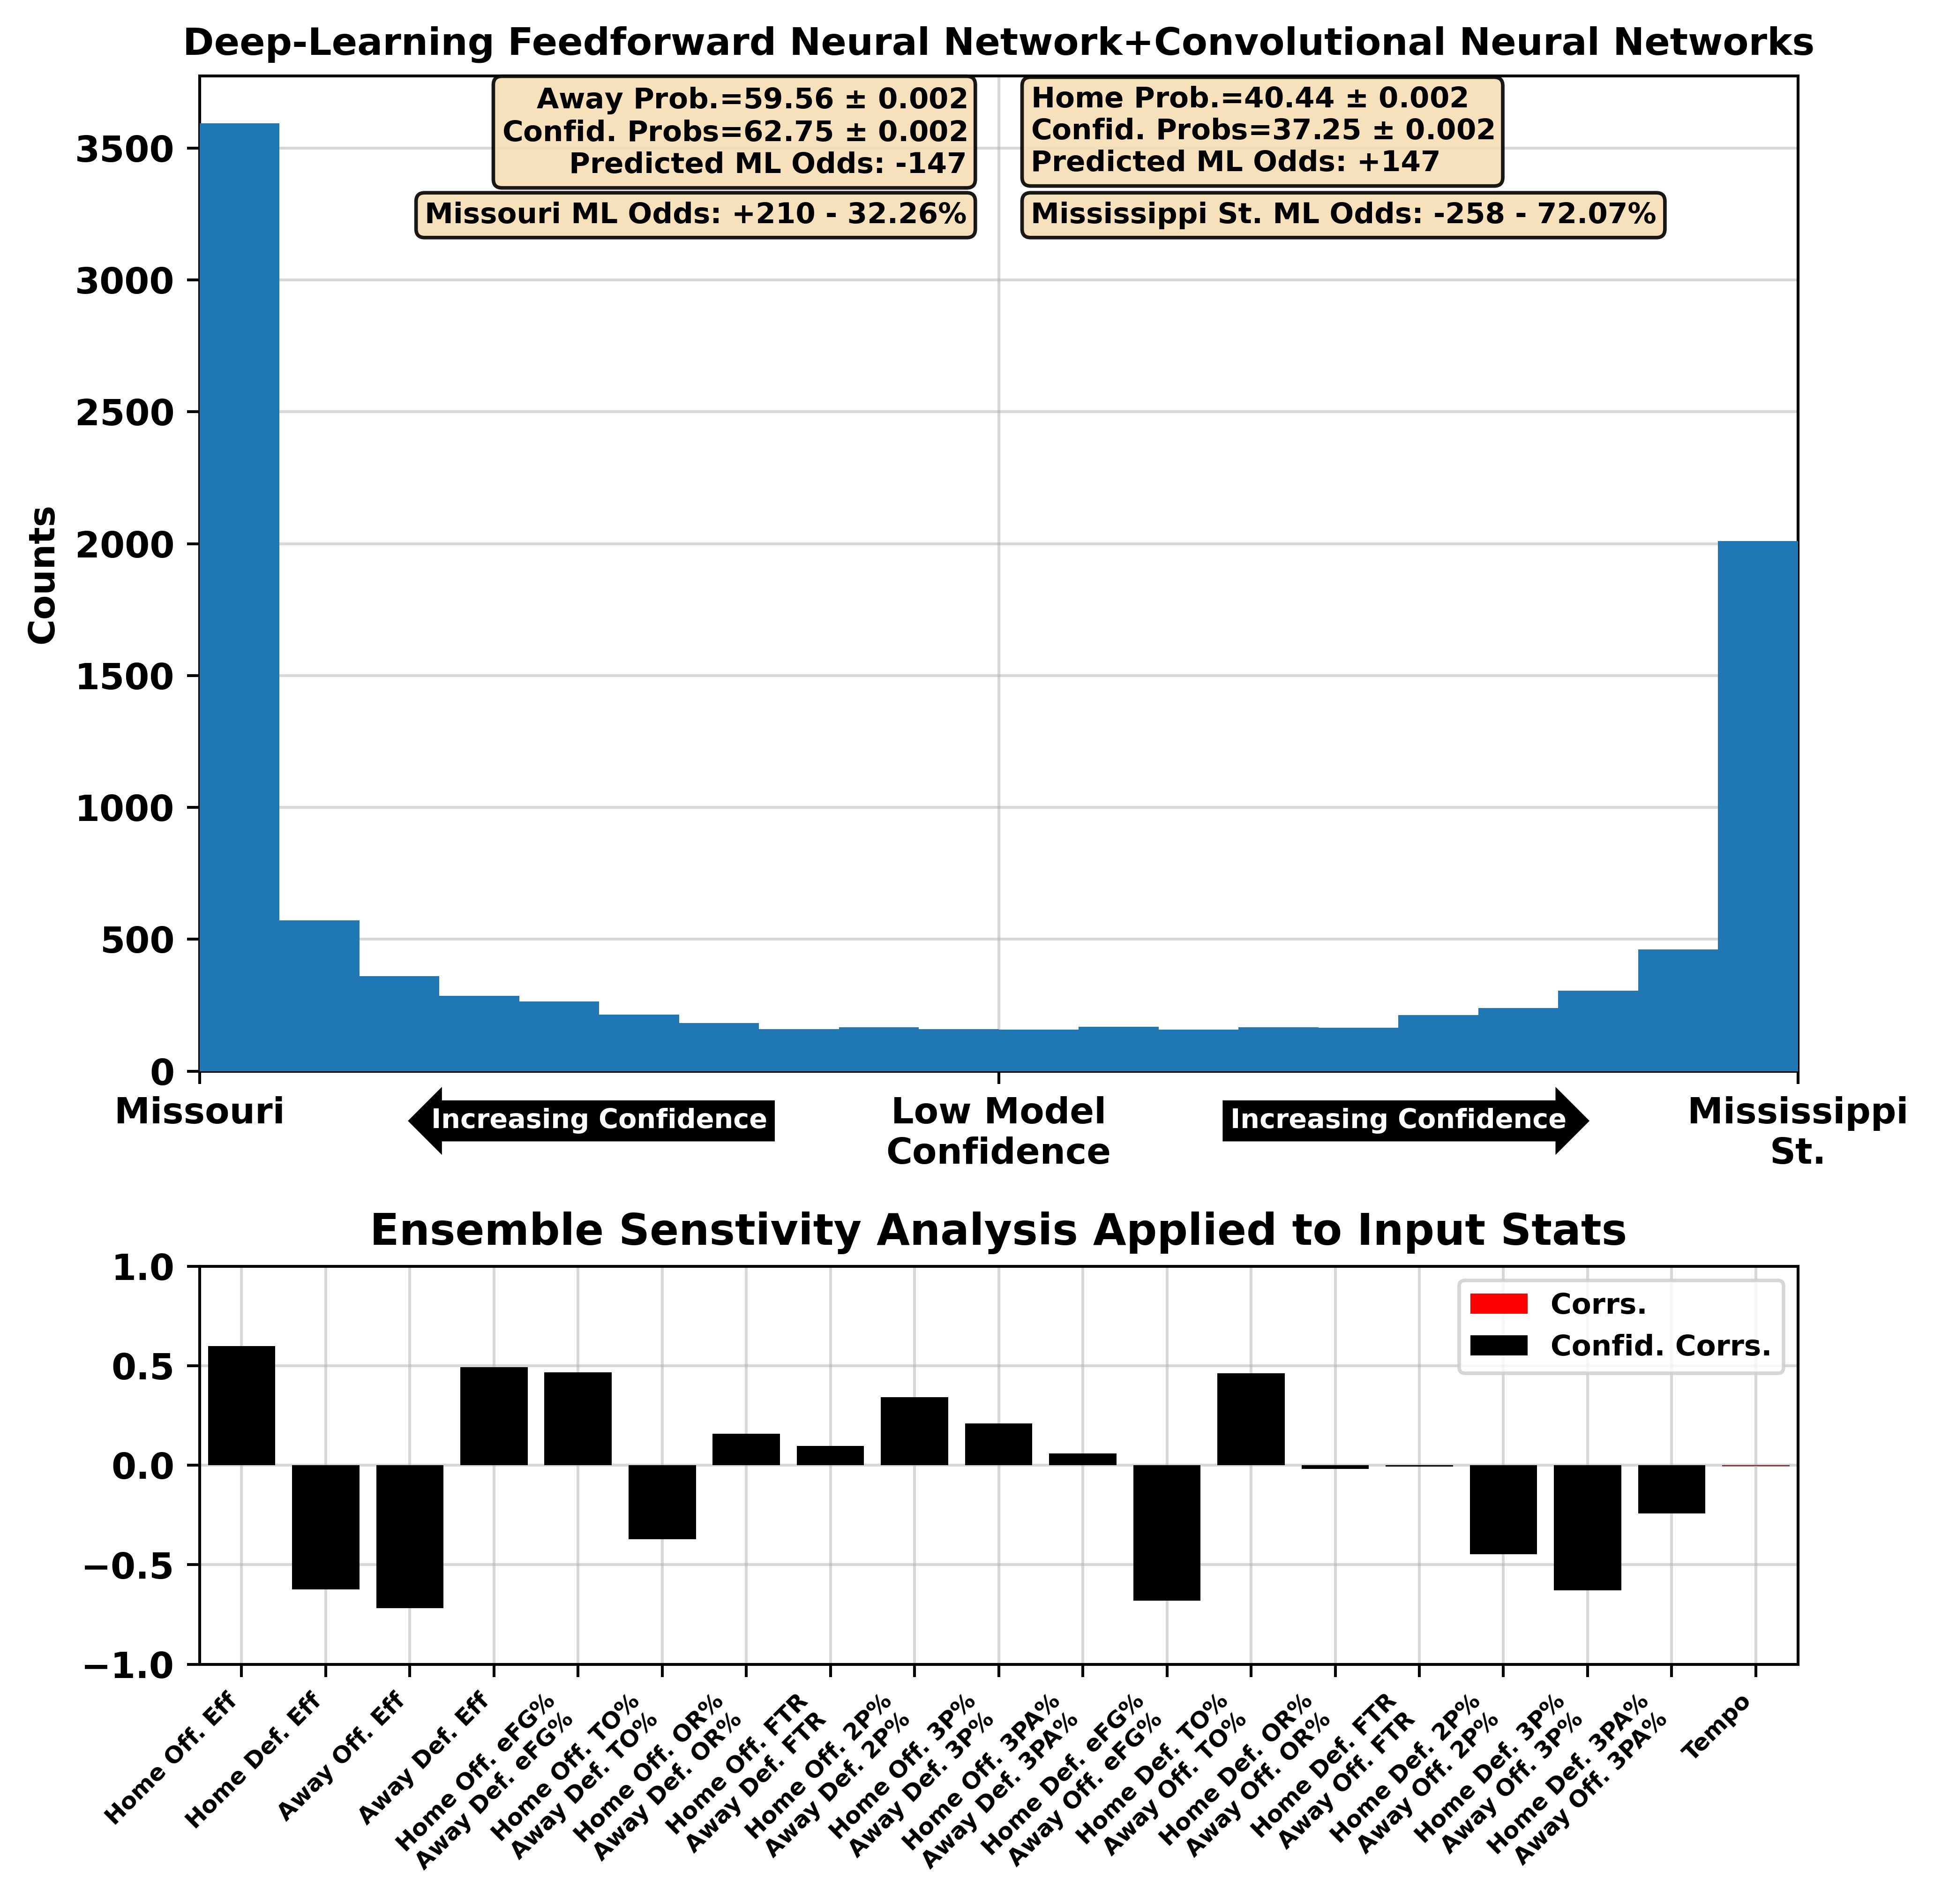 Deep-Learning Feedforward Neural Network+Convolutional Neural Networks
Away Prob.=59.56 ± 0.002
Confid. Probs=62.75 ± 0.002
Predicted ML Odds: -147
Home Prob.=40.44 ± 0.002
Confid. Probs=37.25 ± 0.002
Predicted ML Odds: +147
Missouri ML Odds: +210 - 32.26%
Mississippi St. ML Odds: -258 - 72.07%
Counts
3500
3000
2500
2000
1500
1000
500
0
Missouri
Increasing Confidence
Low Model
Confidence
Increasing Confidence
Mississippi
St.
Ensemble Senstivity Analysis Applied to Input Stats
1.0
0.5
0.0
−0.5
−1.0
Corrs.
Confid. Corrs.
Home Off. Eff
Home Def. Eff
Away Off. Eff
Away Def. Eff
Home Off. eFG%
Away Def. eFG%
Home Off. TO%
Away Def. TO%
Home Off. OR%
Away Def. OR%
Home Off. FTR
Away Def. FTR
Home Off. 2P%
Away Def. 2P%
Home Off. 3P%
Away Def. 3P%
Home Off. 3PA%
Away Def. 3PA%
Home Def. eFG%
Away Off. eFG%
Home Def. TO%
Away Off. TO%
Home Def. OR%
Away Off. OR%
Home Def. FTR
Away Off. FTR
Home Def. 2P%
Away Off. 2P%
Home Def. 3P%
Away Off. 3P%
Home Def. 3PA%
Away Off. 3PA%
Tempo